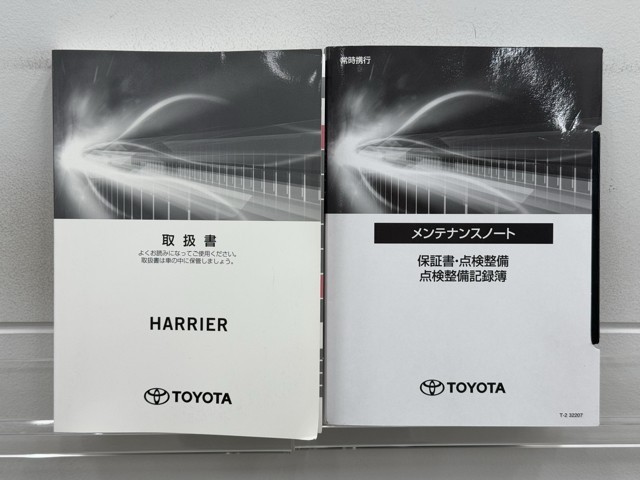 取扱書
よくお読みになってご使用ください。
取扱書は車の中に保管しましょう。
HARRIER
TOYOTA
常時携行
メンテナンスノート
保証書・点検整備
点検整備記録簿
TOYOTA
T-2 32207